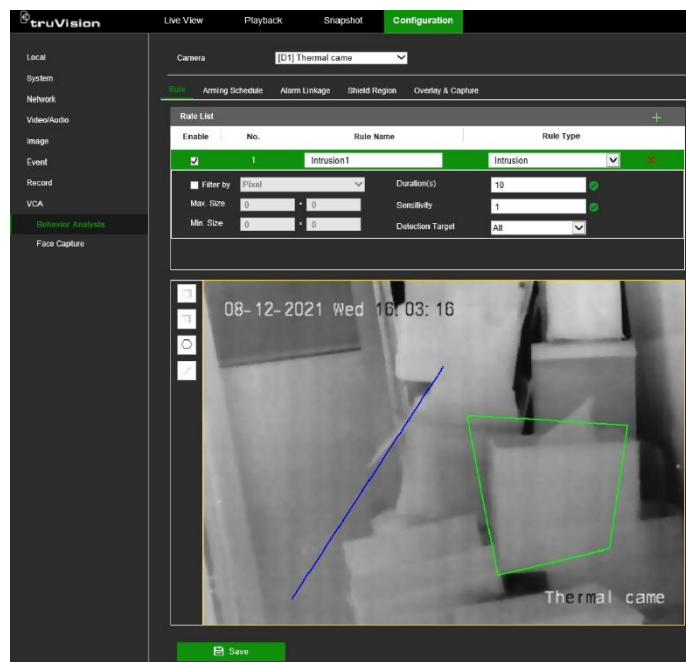 truVision
Live View Playback Snapshot Configuration
Local
System
Network
Video/Audio
Image
Event
Record
VCA
Behavior Analysis
Face Capture
Camera [D1] Thermal came
Rule Arming Schedule Alarm Linkage Shield Region Overlay & Capture
Rule List
Enable No. Rule Name Rule Type
1 Intrusion1 Intrusion
Filter by Pixel Duration(s) 10
Max. Size 0 * 0 Sensitivity 1
Min. Size 0 * 0 Detection Target All
08-12-2021 Wed 16:03:16
Thermal came
Save